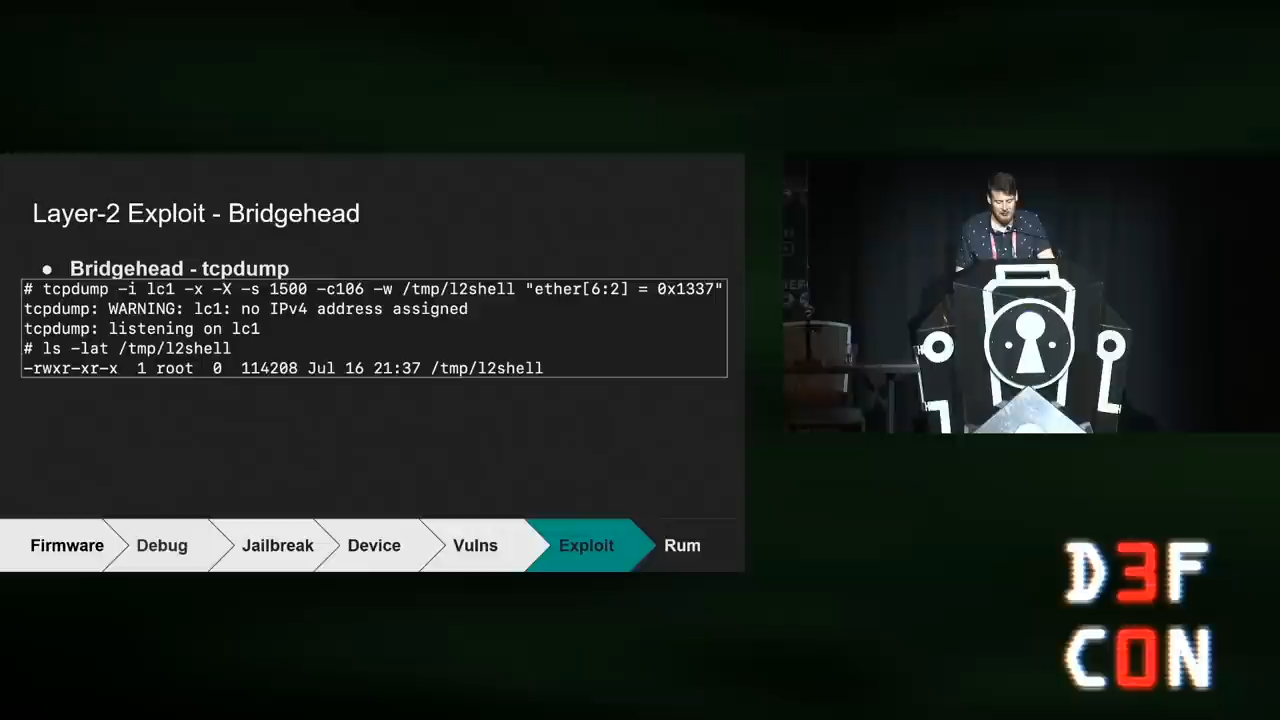 Layer-2 Exploit - Bridgehead
● Bridgehead - tcpdump
# tcpdump -i lc1 -x -X -s 1500 -c106 -w /tmp/l2shell "ether[6:2] = 0x1337"
tcpdump: WARNING: lc1: no IPv4 address assigned
tcpdump: listening on lc1
# ls -lat /tmp/l2shell
-rwxr-xr-x 1 root 0 114208 Jul 16 21:37 /tmp/l2shell
Firmware Debug Jailbreak Device Vulns Exploit Rum
D3F
C0N